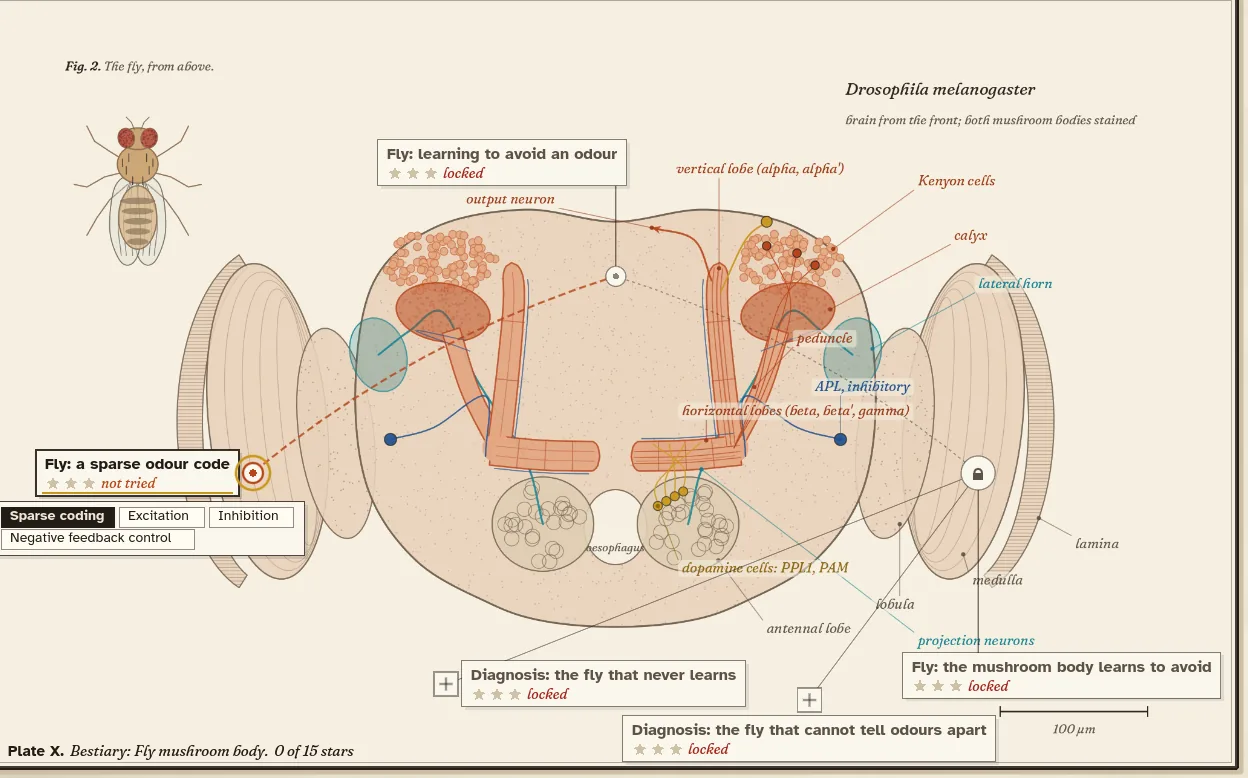 Fig. 2. The fly, from above.
Drosophila melanogaster
brain from the front; both mushroom bodies stained
Fly: learning to avoid an odour
locked
vertical lobe (alpha, alpha')
Kenyon cells
output neuron
calyx
lateral horn
peduncle
APL, inhibitory
horizontal lobes (beta, beta', gamma)
Fly: a sparse odour code
not tried
Sparse coding
Excitation
Inhibition
Negative feedback control
oesophagus
dopamine cells: PPL1, PAM
lamina
medulla
lobula
antennal lobe
projection neurons
Diagnosis: the fly that never learns
locked
Fly: the mushroom body learns to avoid
locked
Diagnosis: the fly that cannot tell odours apart
locked
100 µm
Plate X. Bestiary: Fly mushroom body. 0 of 15 stars